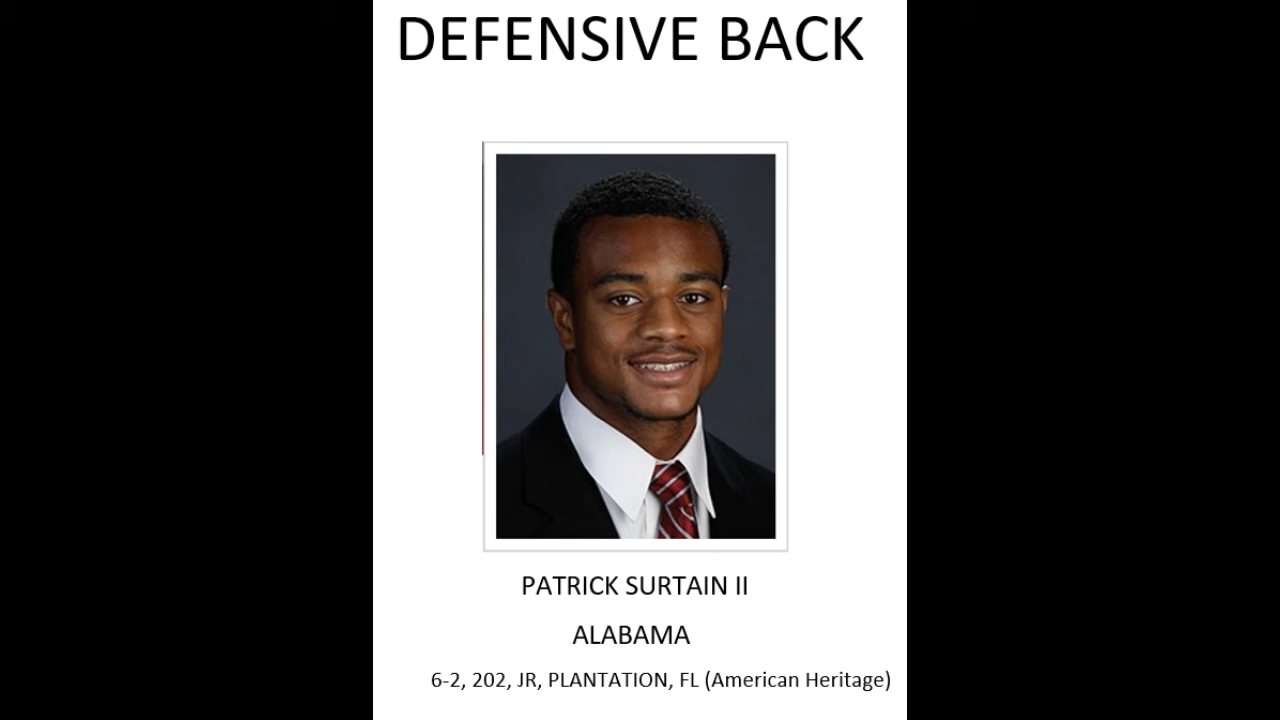 DEFENSIVE BACK
PATRICK SURTAIN II
ALABAMA
6-2, 202, JR, PLANTATION, FL (American Heritage)